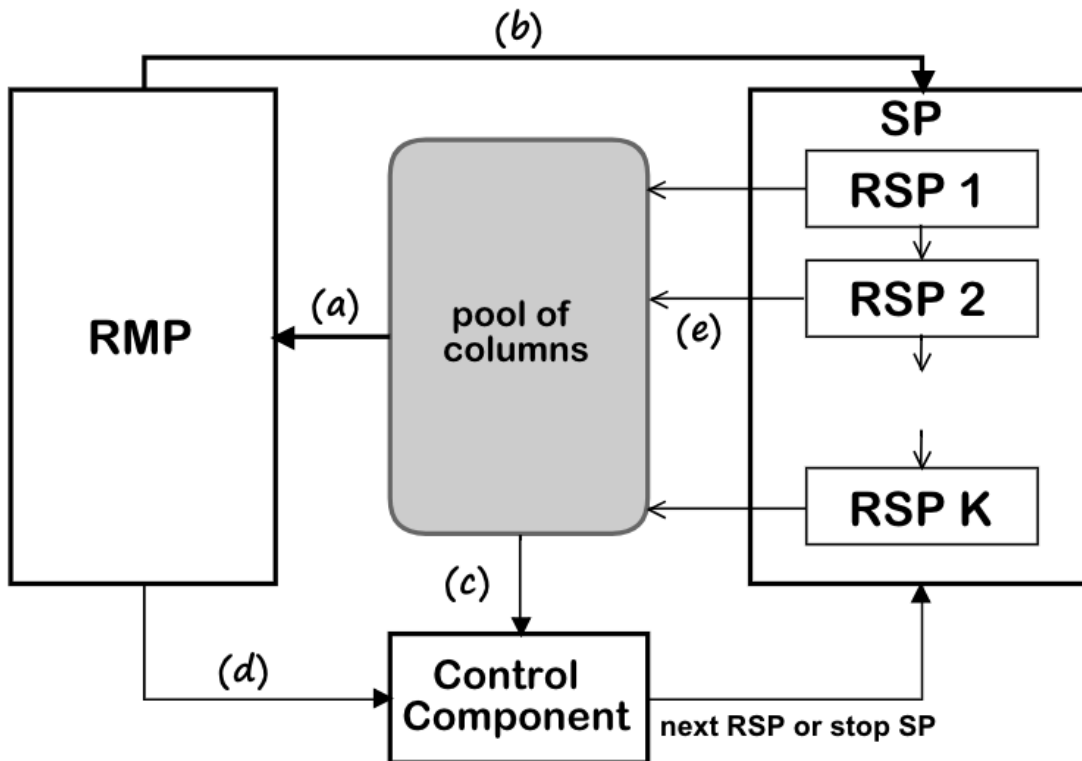 (b)
SP
RSP 1
RSP 2
RSP K
RMP
(a)
pool of
columns
(e)
(c)
(d)
Control
Component
next RSP or stop SP